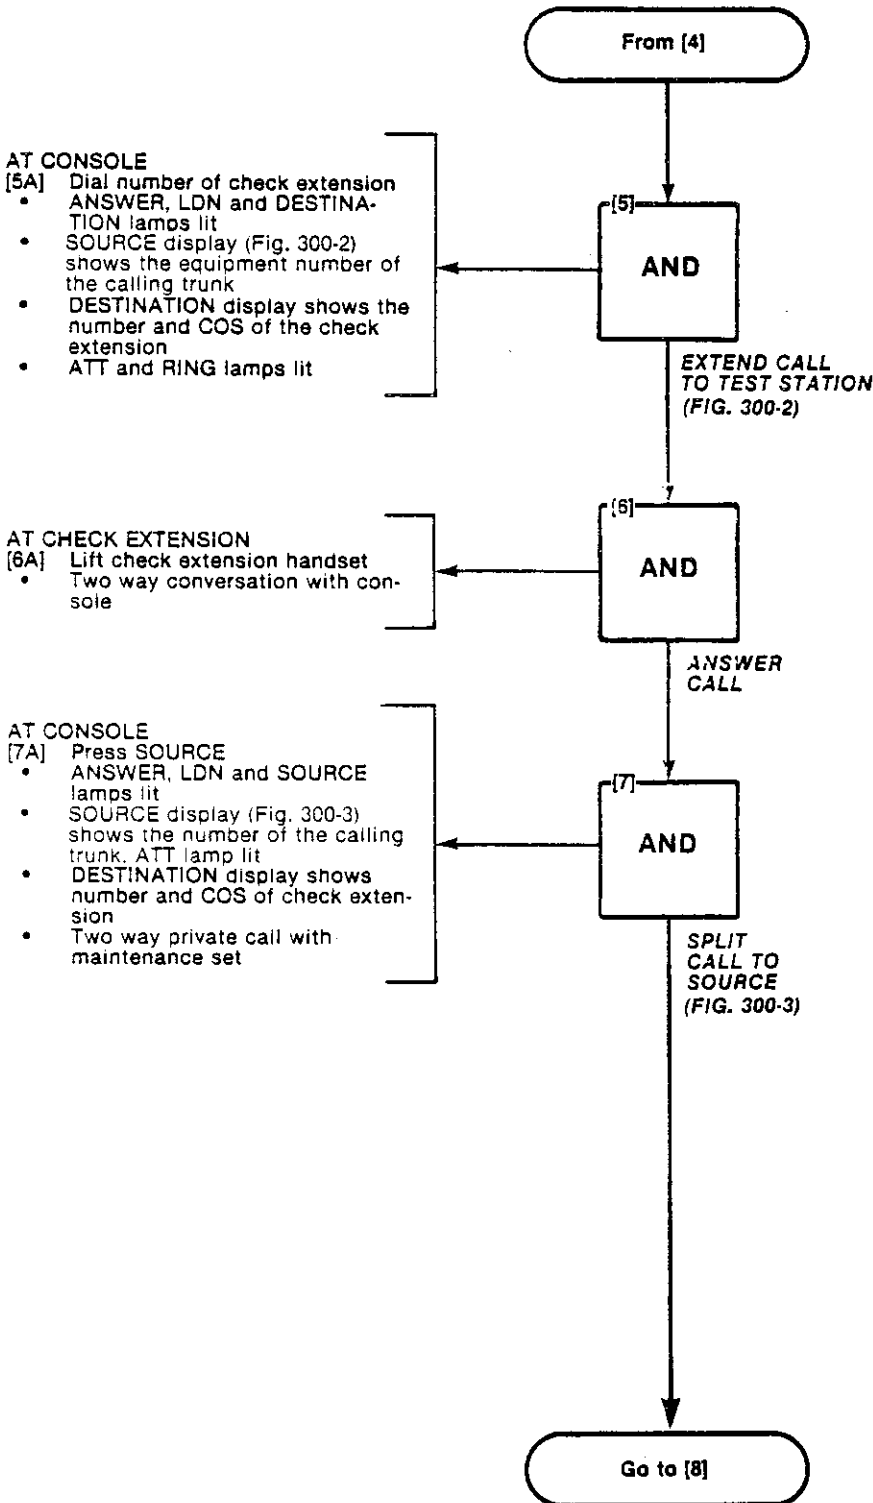 From [4]
AT CONSOLE
[5A] Dial number of check extension
• ANSWER, LDN and DESTINA-
TION lamps lit
• SOURCE display (Fig. 300-2)
shows the equipment number of
the calling trunk
• DESTINATION display shows the
number and COS of the check
extension
• ATT and RING lamps lit
[5]
AND
EXTEND CALL
TO TEST STATION
(FIG. 300-2)
AT CHECK EXTENSION
[6A] Lift check extension handset
• Two way conversation with con-
sole
[6]
AND
ANSWER
CALL
AT CONSOLE
[7A] Press SOURCE
• ANSWER, LDN and SOURCE
lamps lit
• SOURCE display (Fig. 300-3)
shows the number of the calling
trunk. ATT lamp lit
• DESTINATION display shows
number and COS of check exten-
sion
• Two way private call with
maintenance set
[7]
AND
SPLIT
CALL TO
SOURCE
(FIG. 300-3)
Go to [8]